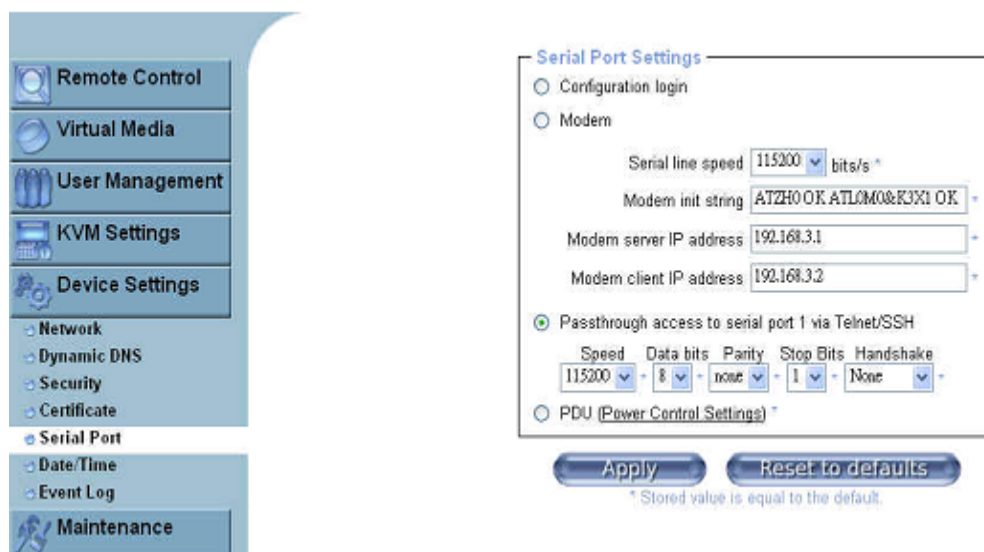 Remote Control
Virtual Media
User Management
KVM Settings
Device Settings
Network
Dynamic DNS
Security
Certificate
Serial Port
Date/Time
Event Log
Maintenance
Serial Port Settings
Configuration login
Modem
Serial line speed 115200 bits/s *
Modem init string ATZH0 OK ATL0M0&K3X1 OK *
Modem server IP address 192.168.3.1 *
Modem client IP address 192.168.3.2 *
Passthrough access to serial port 1 via Telnet/SSH
Speed Data bits Parity Stop Bits Handshake
115200 * 8 * none * 1 * None *
PDU (Power Control Settings) *
Apply Reset to defaults
* Stored value is equal to the default.